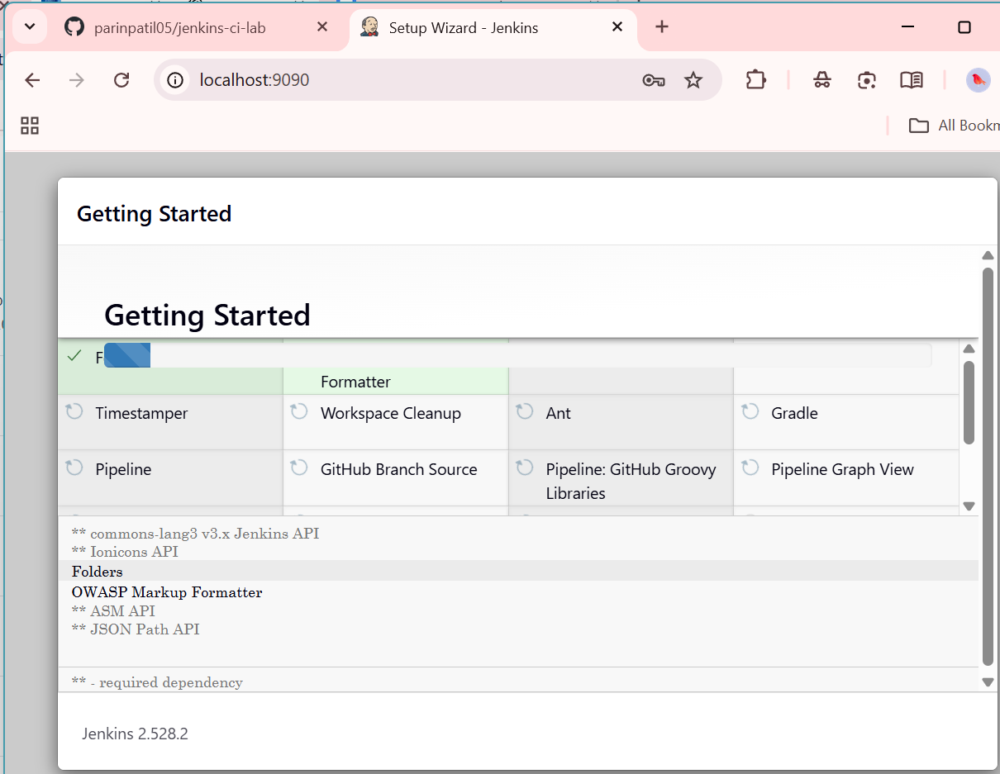 parinpatil05/jenkins-ci-lab
Setup Wizard - Jenkins
localhost:9090
All Bookm
Getting Started
Getting Started
F
Formatter
Timestamper
Workspace Cleanup
Ant
Gradle
Pipeline
GitHub Branch Source
Pipeline: GitHub Groovy
Libraries
Pipeline Graph View
** commons-lang3 v3.x Jenkins API
** Ionicons API
Folders
OWASP Markup Formatter
** ASM API
** JSON Path API
** - required dependency
Jenkins 2.528.2